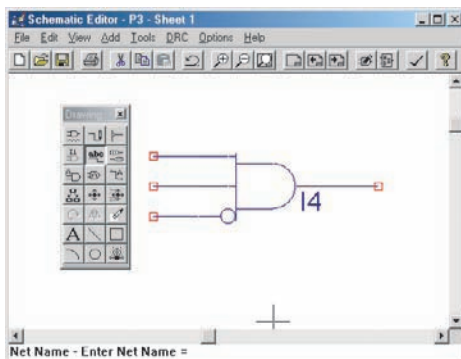 Schematic Editor - P3 - Sheet 1
File Edit View Add Tools DRC Options Help
Drawing
abc
A
I4
Net Name - Enter Net Name =